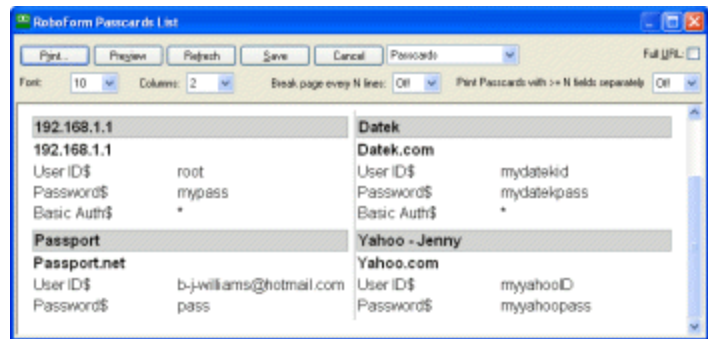 RoboForm Passcards List
Print... Preview Refresh Save Cancel Passcards Full URL:
Font: 10 Columns: 2 Break page every N lines: Off Print Passcards with >= N fields separately Off
192.168.1.1 Datek
192.168.1.1 Datek.com
User ID$ root User ID$ mydatekid
Password$ mypass Password$ mydatekpass
Basic Auth$ * Basic Auth$ *
Passport Yahoo - Jenny
Passport.net Yahoo.com
User ID$ b-j-williams@hotmail.com User ID$ myyahooID
Password$ pass Password$ myyahoopass